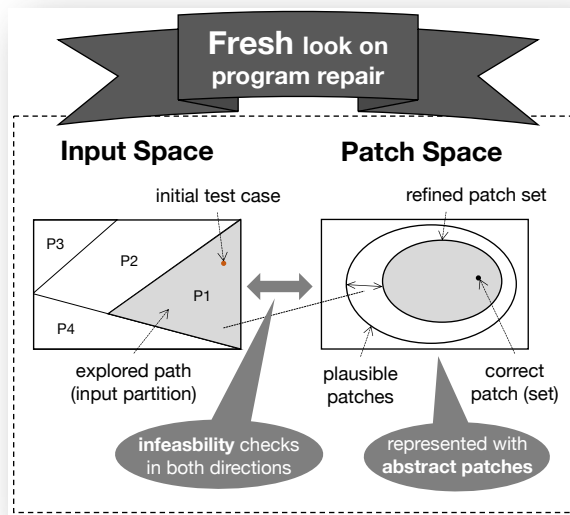 Fresh look on
program repair
Input Space
Patch Space
initial test case
refined patch set
P3
P2
P1
P4
explored path
(input partition)
plausible
patches
correct
patch (set)
infeasbility checks
in both directions
represented with
abstract patches